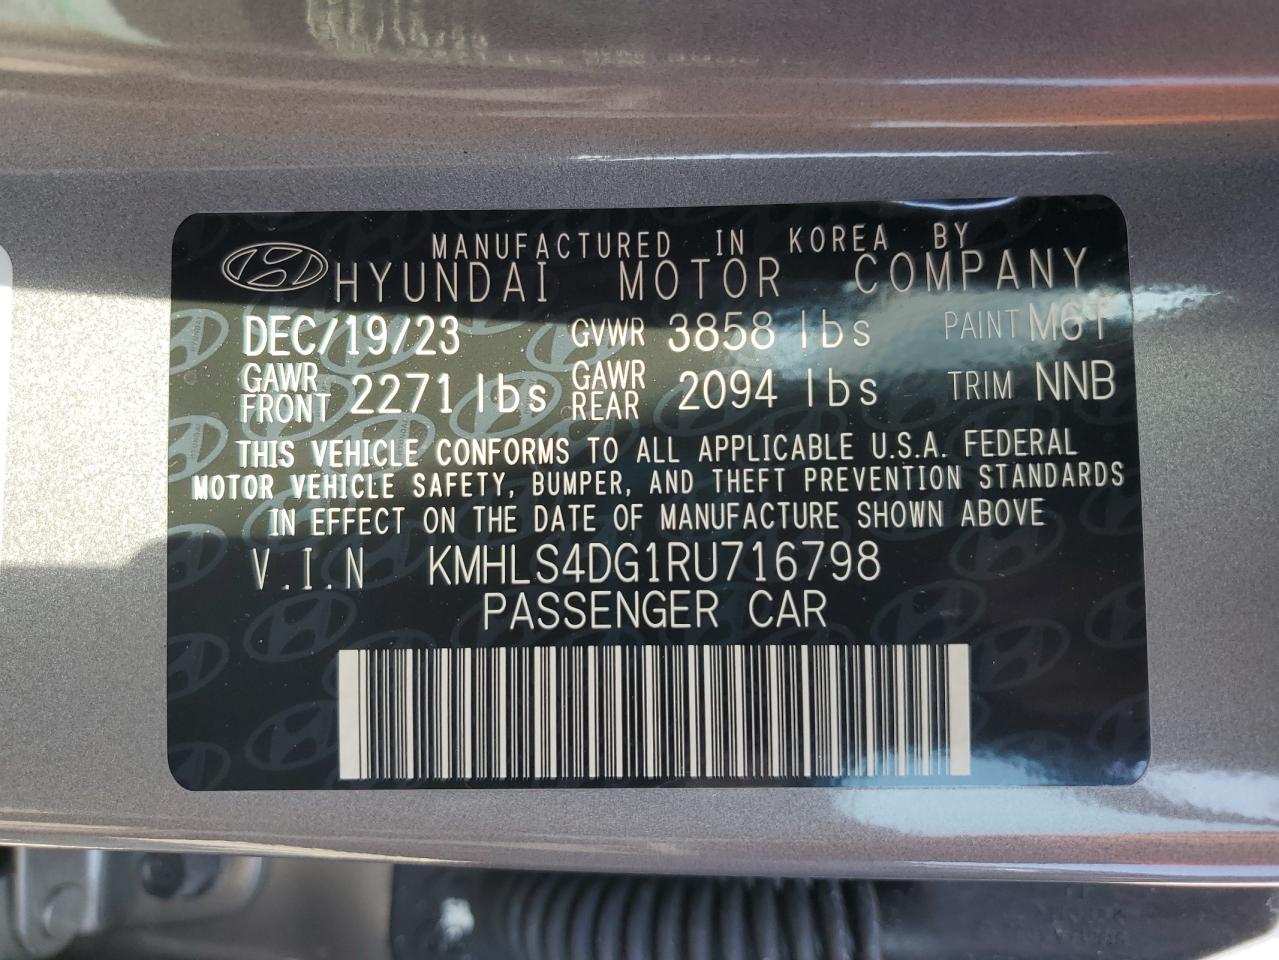 MANUFACTURED IN KOREA BY
HYUNDAI MOTOR COMPANY
DEC/19/23 GVWR 3858 lbs PAINT M6T
GAWR FRONT 2271 lbs GAWR REAR 2094 lbs TRIM NNB
THIS VEHICLE CONFORMS TO ALL APPLICABLE U.S.A. FEDERAL
MOTOR VEHICLE SAFETY, BUMPER, AND THEFT PREVENTION STANDARDS
IN EFFECT ON THE DATE OF MANUFACTURE SHOWN ABOVE
V.I.N KMHLS4DG1RU716798
PASSENGER CAR